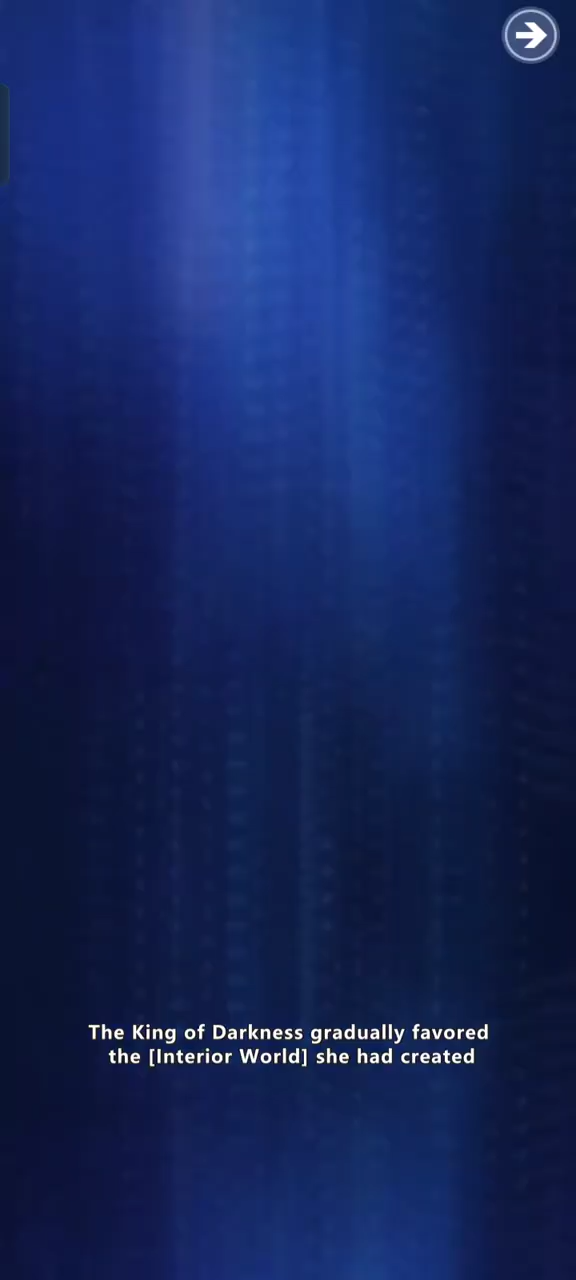 The King of Darkness gradually favored
the [Interior World] she had created